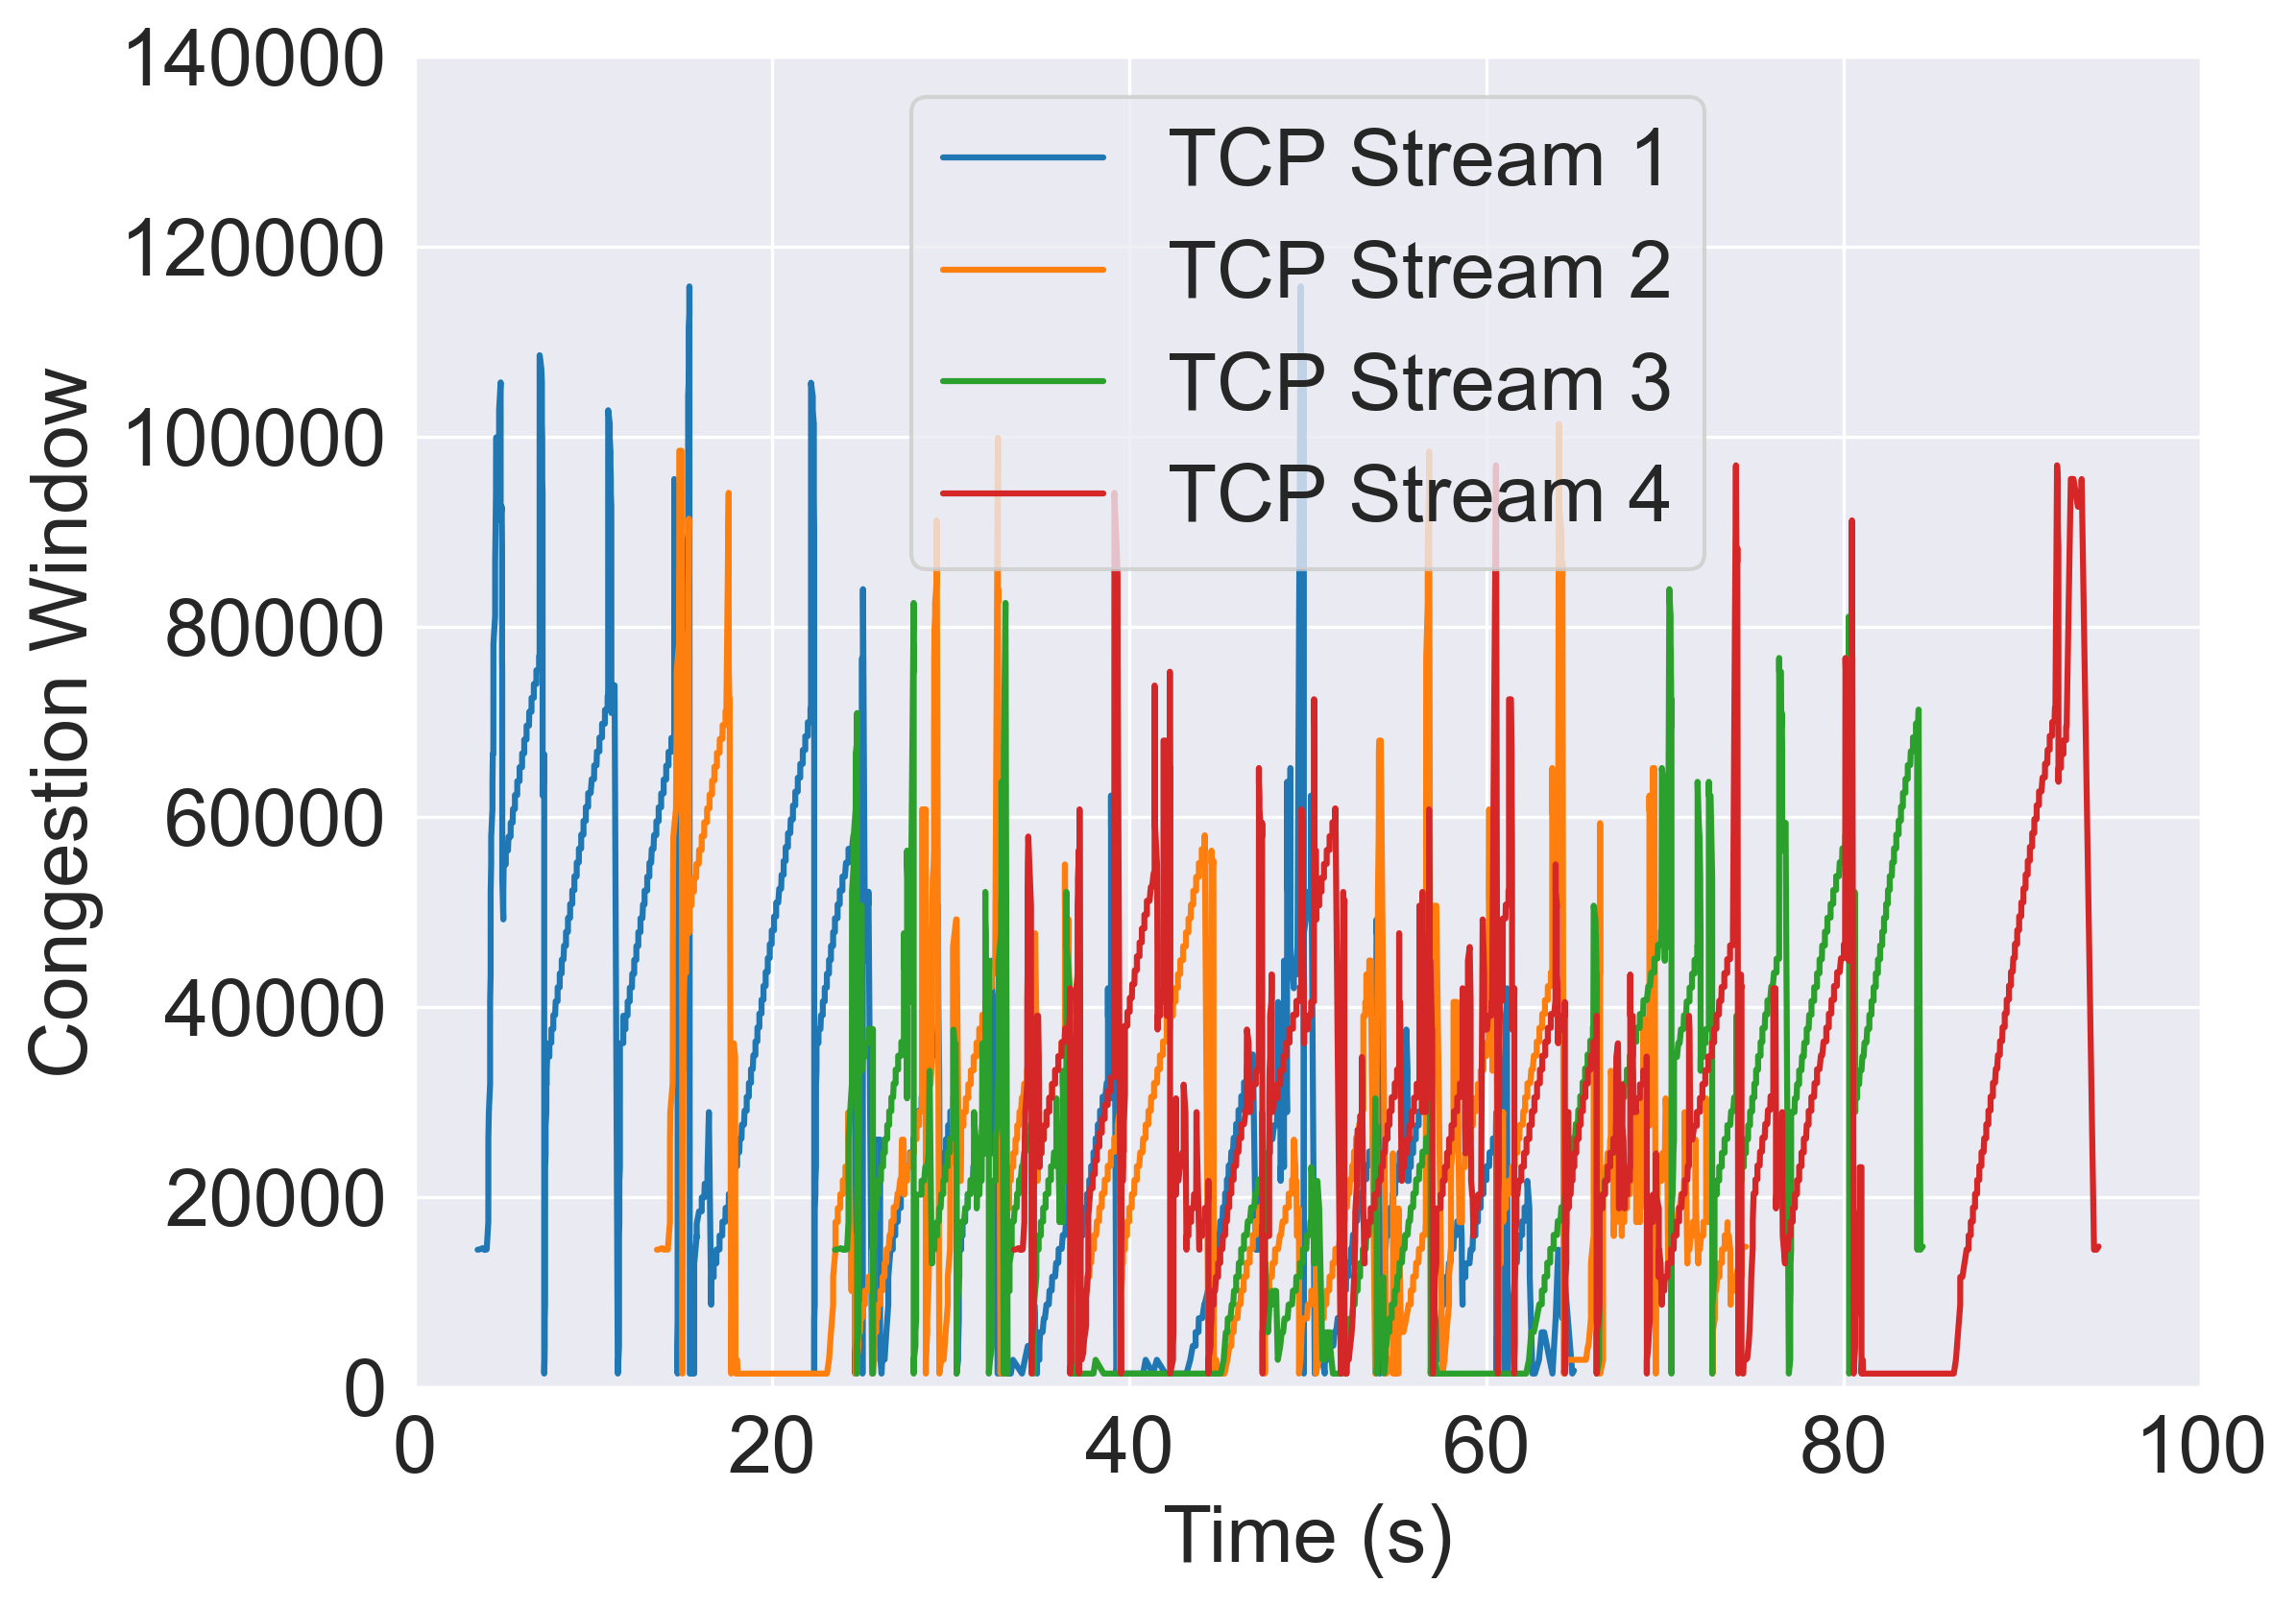 140000
120000
100000
80000
60000
40000
20000
0
Congestion Window
TCP Stream 1
TCP Stream 2
TCP Stream 3
TCP Stream 4
0 20 40 60 80 100
Time (s)